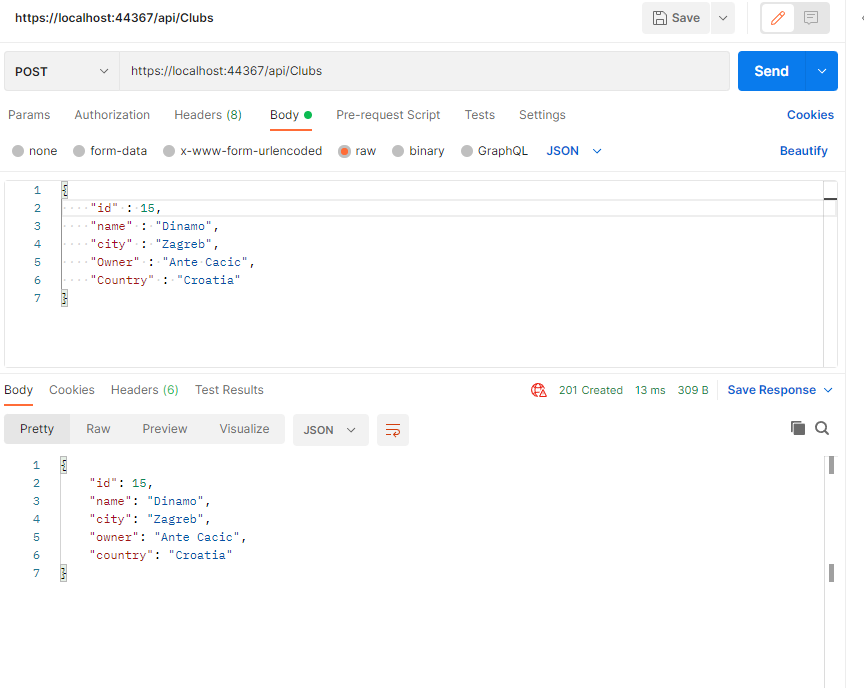 https://localhost:44367/api/Clubs Save
POST https://localhost:44367/api/Clubs Send
Params Authorization Headers (8) Body Pre-request Script Tests Settings Cookies
none form-data x-www-form-urlencoded raw binary GraphQL JSON Beautify
1 {
2 "id" : 15,
3 "name" : "Dinamo",
4 "city" : "Zagreb",
5 "Owner" : "Ante Cacic",
6 "Country" : "Croatia"
7 }
Body Cookies Headers (6) Test Results 201 Created 13 ms 309 B Save Response
Pretty Raw Preview Visualize JSON
1 {
2 "id": 15,
3 "name": "Dinamo",
4 "city": "Zagreb",
5 "owner": "Ante Cacic",
6 "country": "Croatia"
7 }